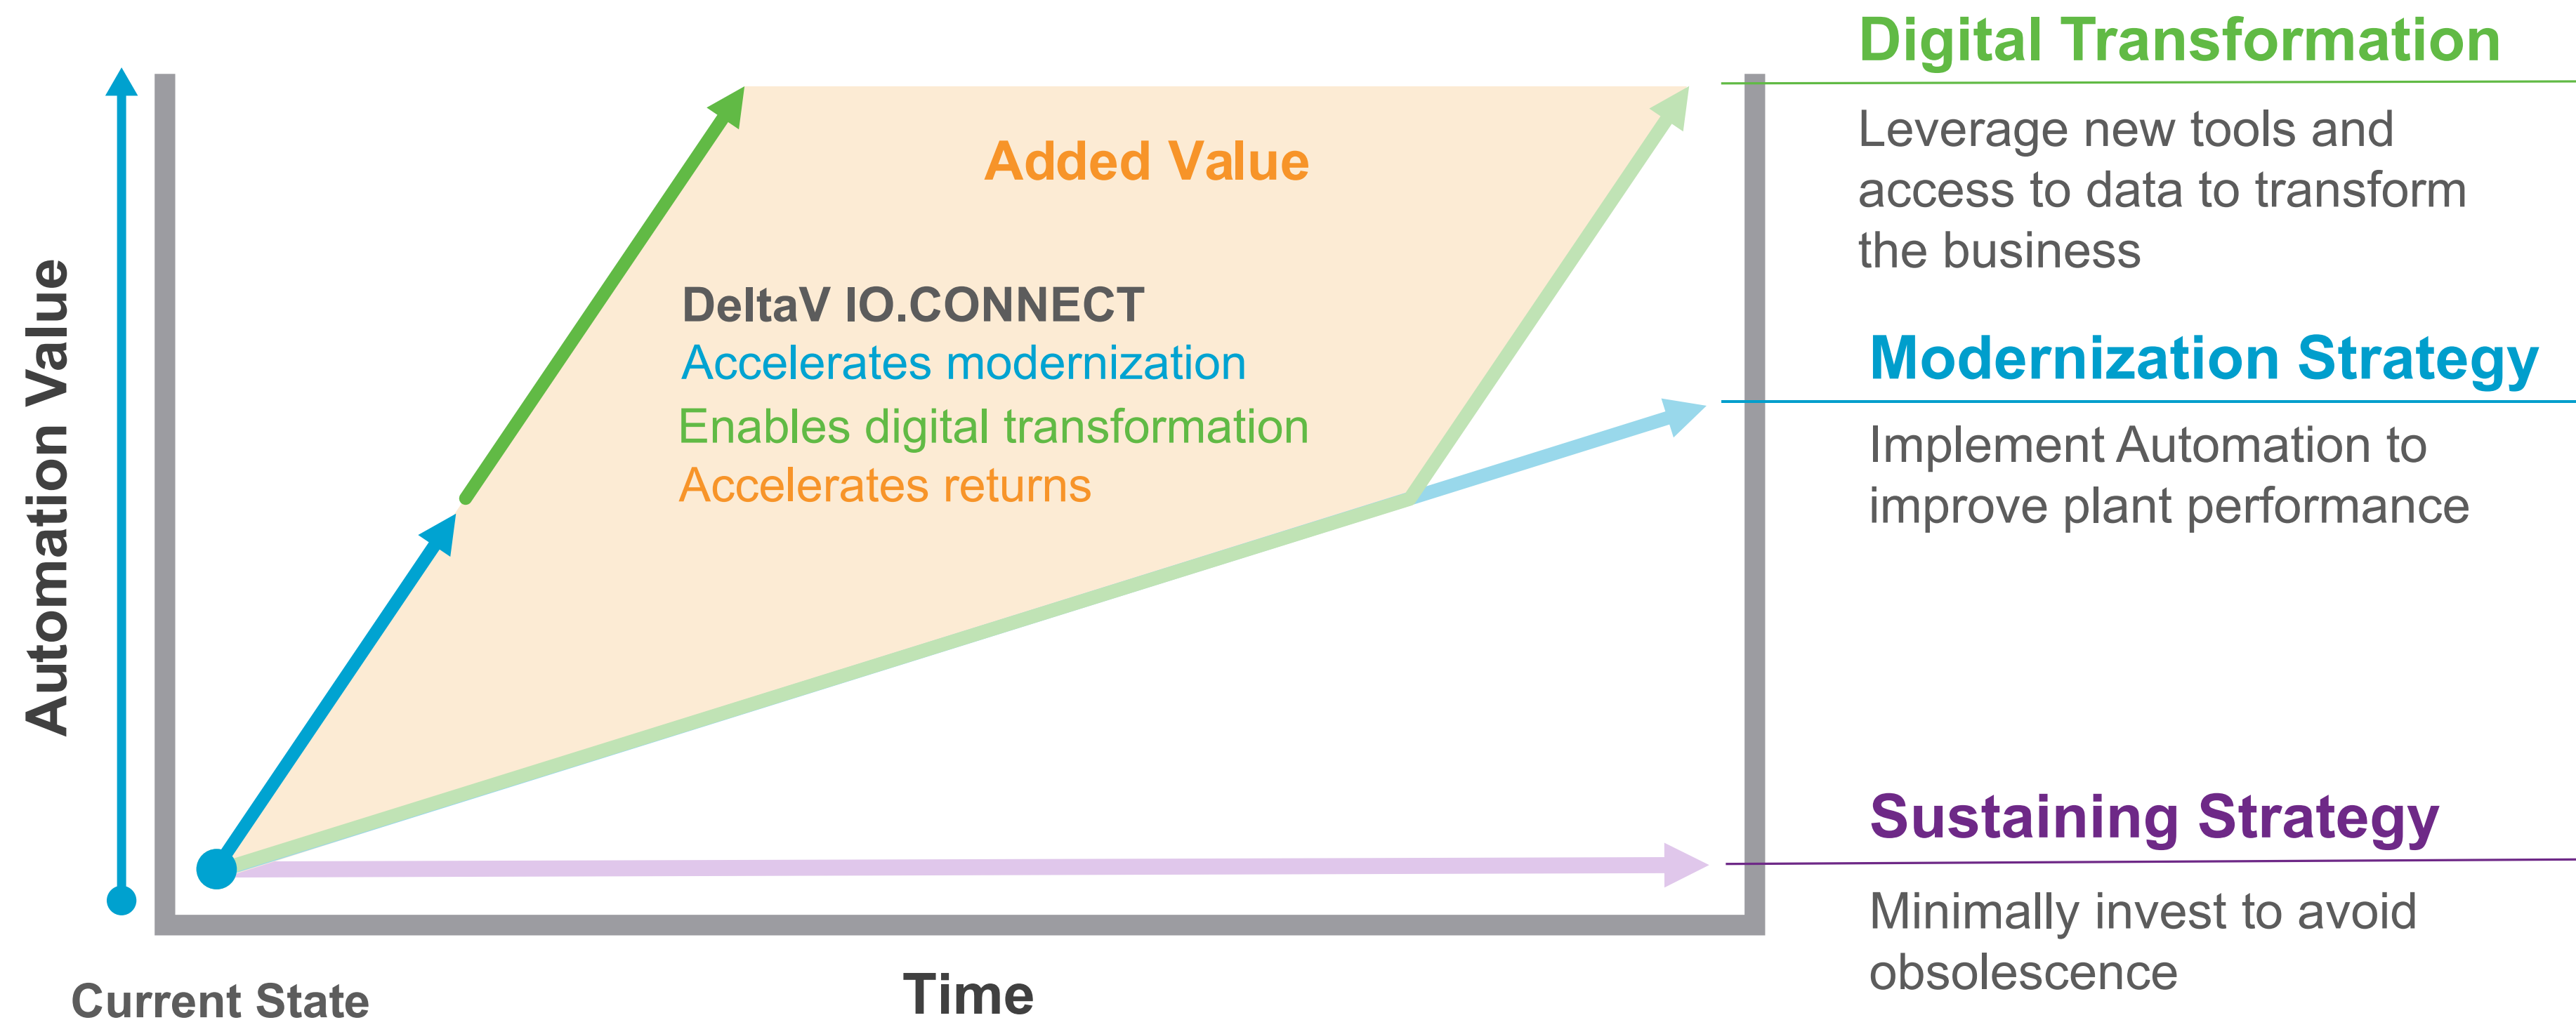 Digital Transformation
Leverage new tools and
access to data to transform
the business
Added Value
DeltaV IO.CONNECT
Accelerates modernization
Enables digital transformation
Accelerates returns
Modernization Strategy
Implement Automation to
improve plant performance
Sustaining Strategy
Minimally invest to avoid
obsolescence
Automation Value
Current State
Time